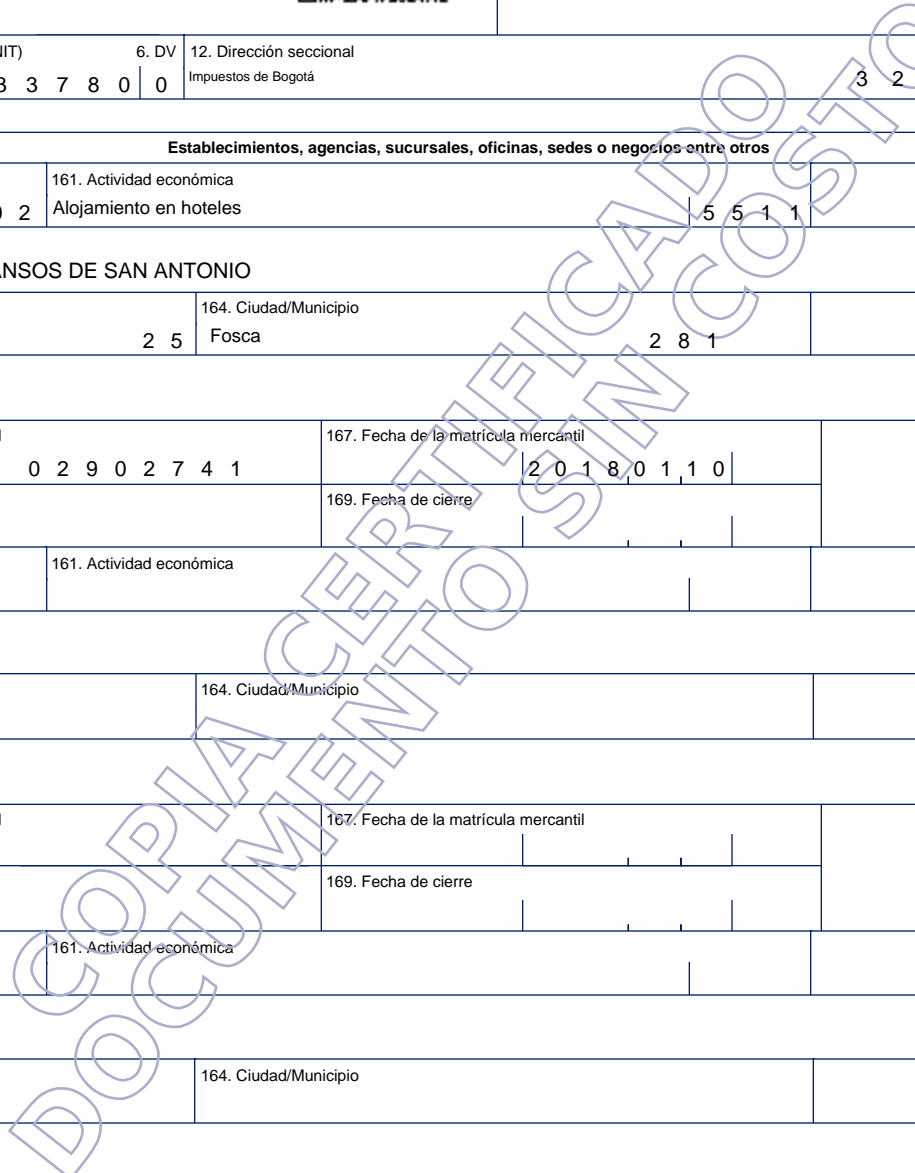 6. DV 12. Dirección seccional
3 7 8 0 0 Impuestos de Bogotá 3 2
Establecimientos, agencias, sucursales, oficinas, sedes o negocios entre otros
161. Actividad económica
2 Alojamiento en hoteles 5 5 1 1
DE SAN ANTONIO
164. Ciudad/Municipio
2 5 Fosca 2 8 1
167. Fecha de la matrícula mercantil
0 2 9 0 2 7 4 1 2 0 1 8 0 1 1 0
169. Fecha de cierre
161. Actividad económica
164. Ciudad/Municipio
167. Fecha de la matrícula mercantil
169. Fecha de cierre
161. Actividad económica
164. Ciudad/Municipio
COPIA CERTIFICADO
DOCUMENTO SIN COSTO